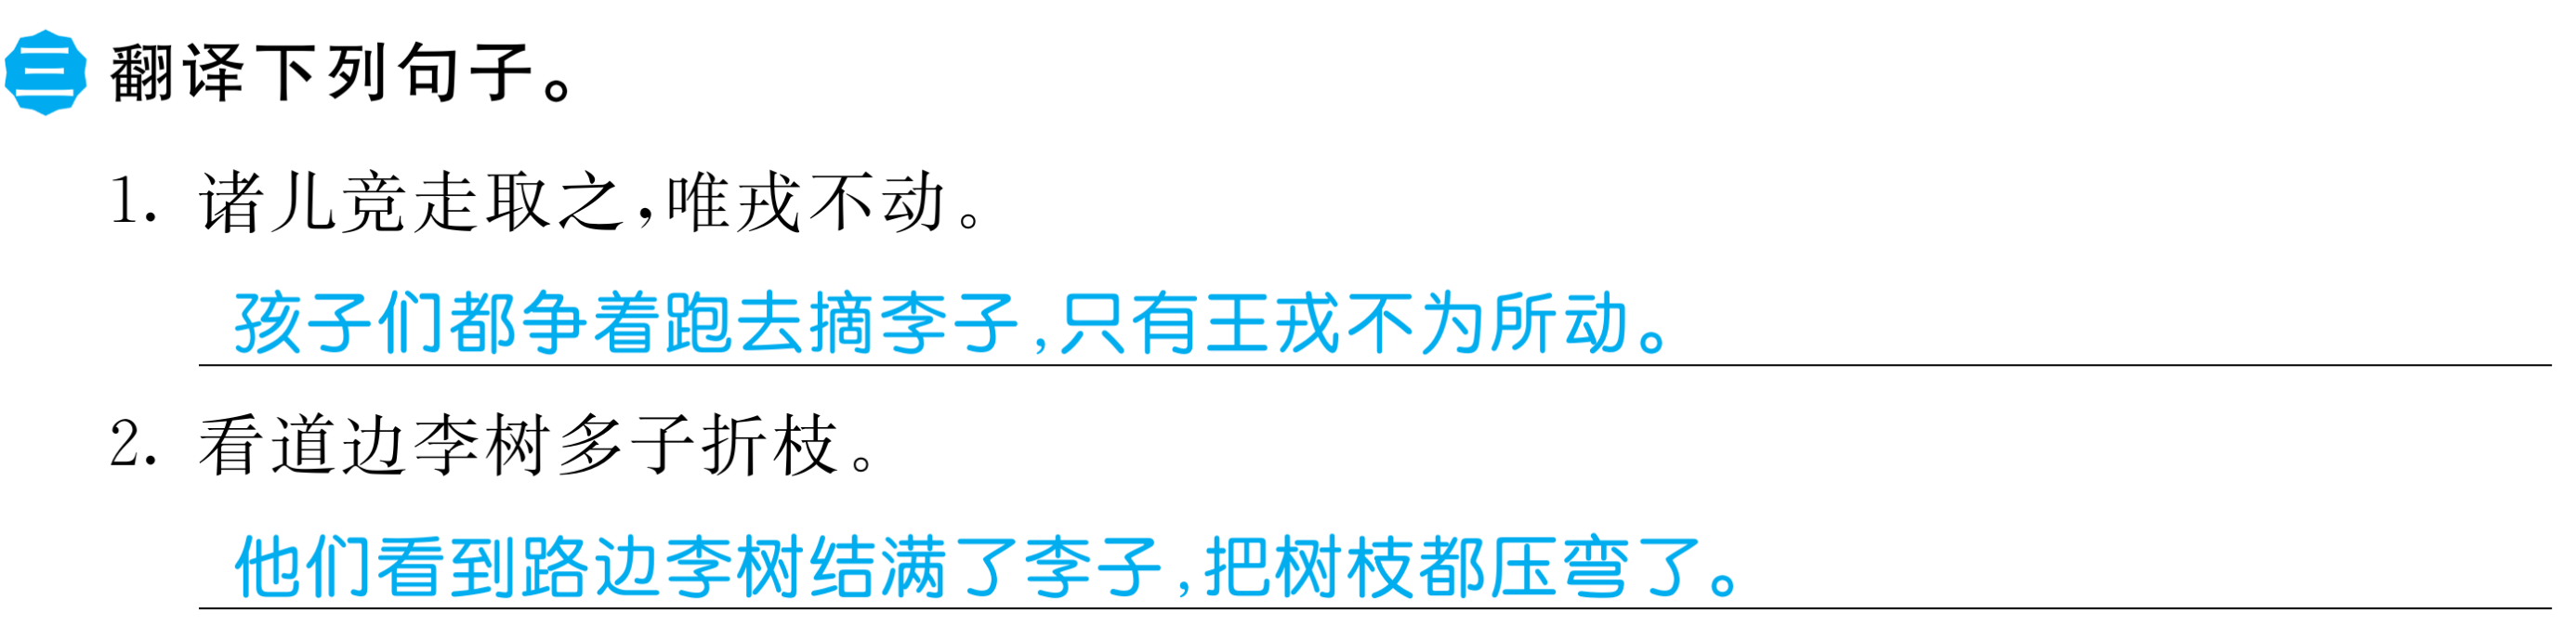 三 翻译下列句子。
1. 诸儿竞走取之,唯戎不动。
孩子们都争着跑去摘李子,只有王戎不为所动。
2. 看道边李树多子折枝。
他们看到路边李树结满了李子,把树枝都压弯了。